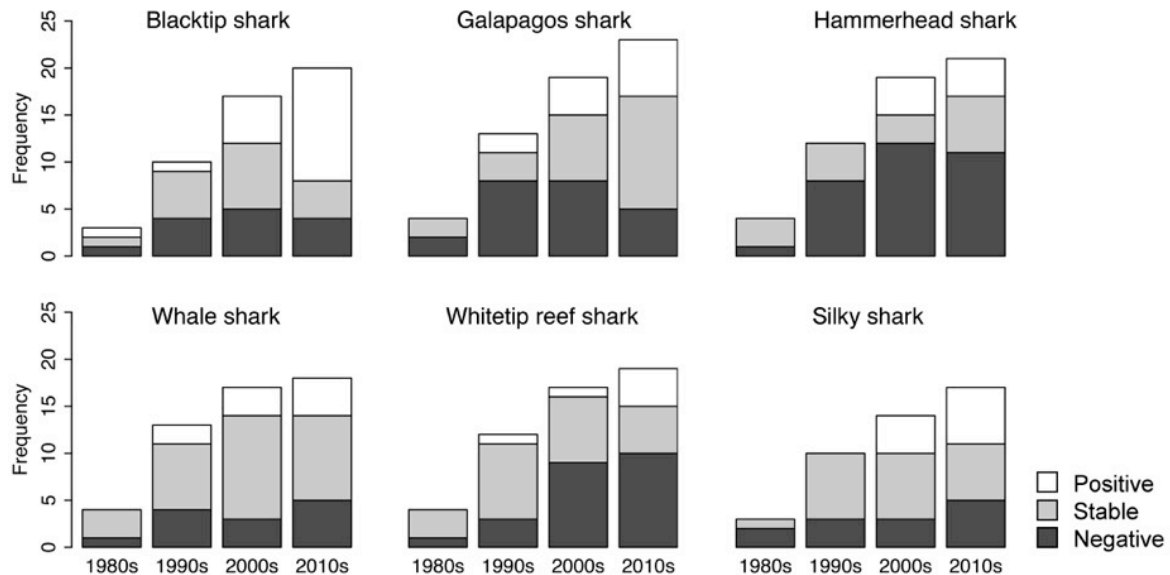 Blacktip shark
Galapagos shark
Hammerhead shark
Frequency
25
20
15
10
5
0
Whale shark
Whitetip reef shark
Silky shark
Frequency
25
20
15
10
5
0
1980s 1990s 2000s 2010s
1980s 1990s 2000s 2010s
1980s 1990s 2000s 2010s
Positive
Stable
Negative